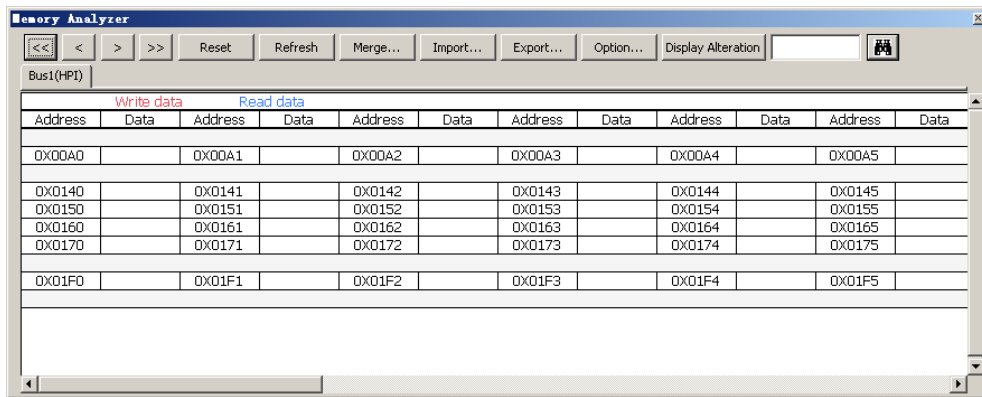 Memory Analyzer
<< < > >> Reset Refresh Merge... Import... Export... Option... Display Alteration
Bus1(HPI)
Write data Read data
Address Data Address Data Address Data Address Data Address Data Address Data
0X00A0 0X00A1 0X00A2 0X00A3 0X00A4 0X00A5
0X0140 0X0141 0X0142 0X0143 0X0144 0X0145
0X0150 0X0151 0X0152 0X0153 0X0154 0X0155
0X0160 0X0161 0X0162 0X0163 0X0164 0X0165
0X0170 0X0171 0X0172 0X0173 0X0174 0X0175
0X01F0 0X01F1 0X01F2 0X01F3 0X01F4 0X01F5